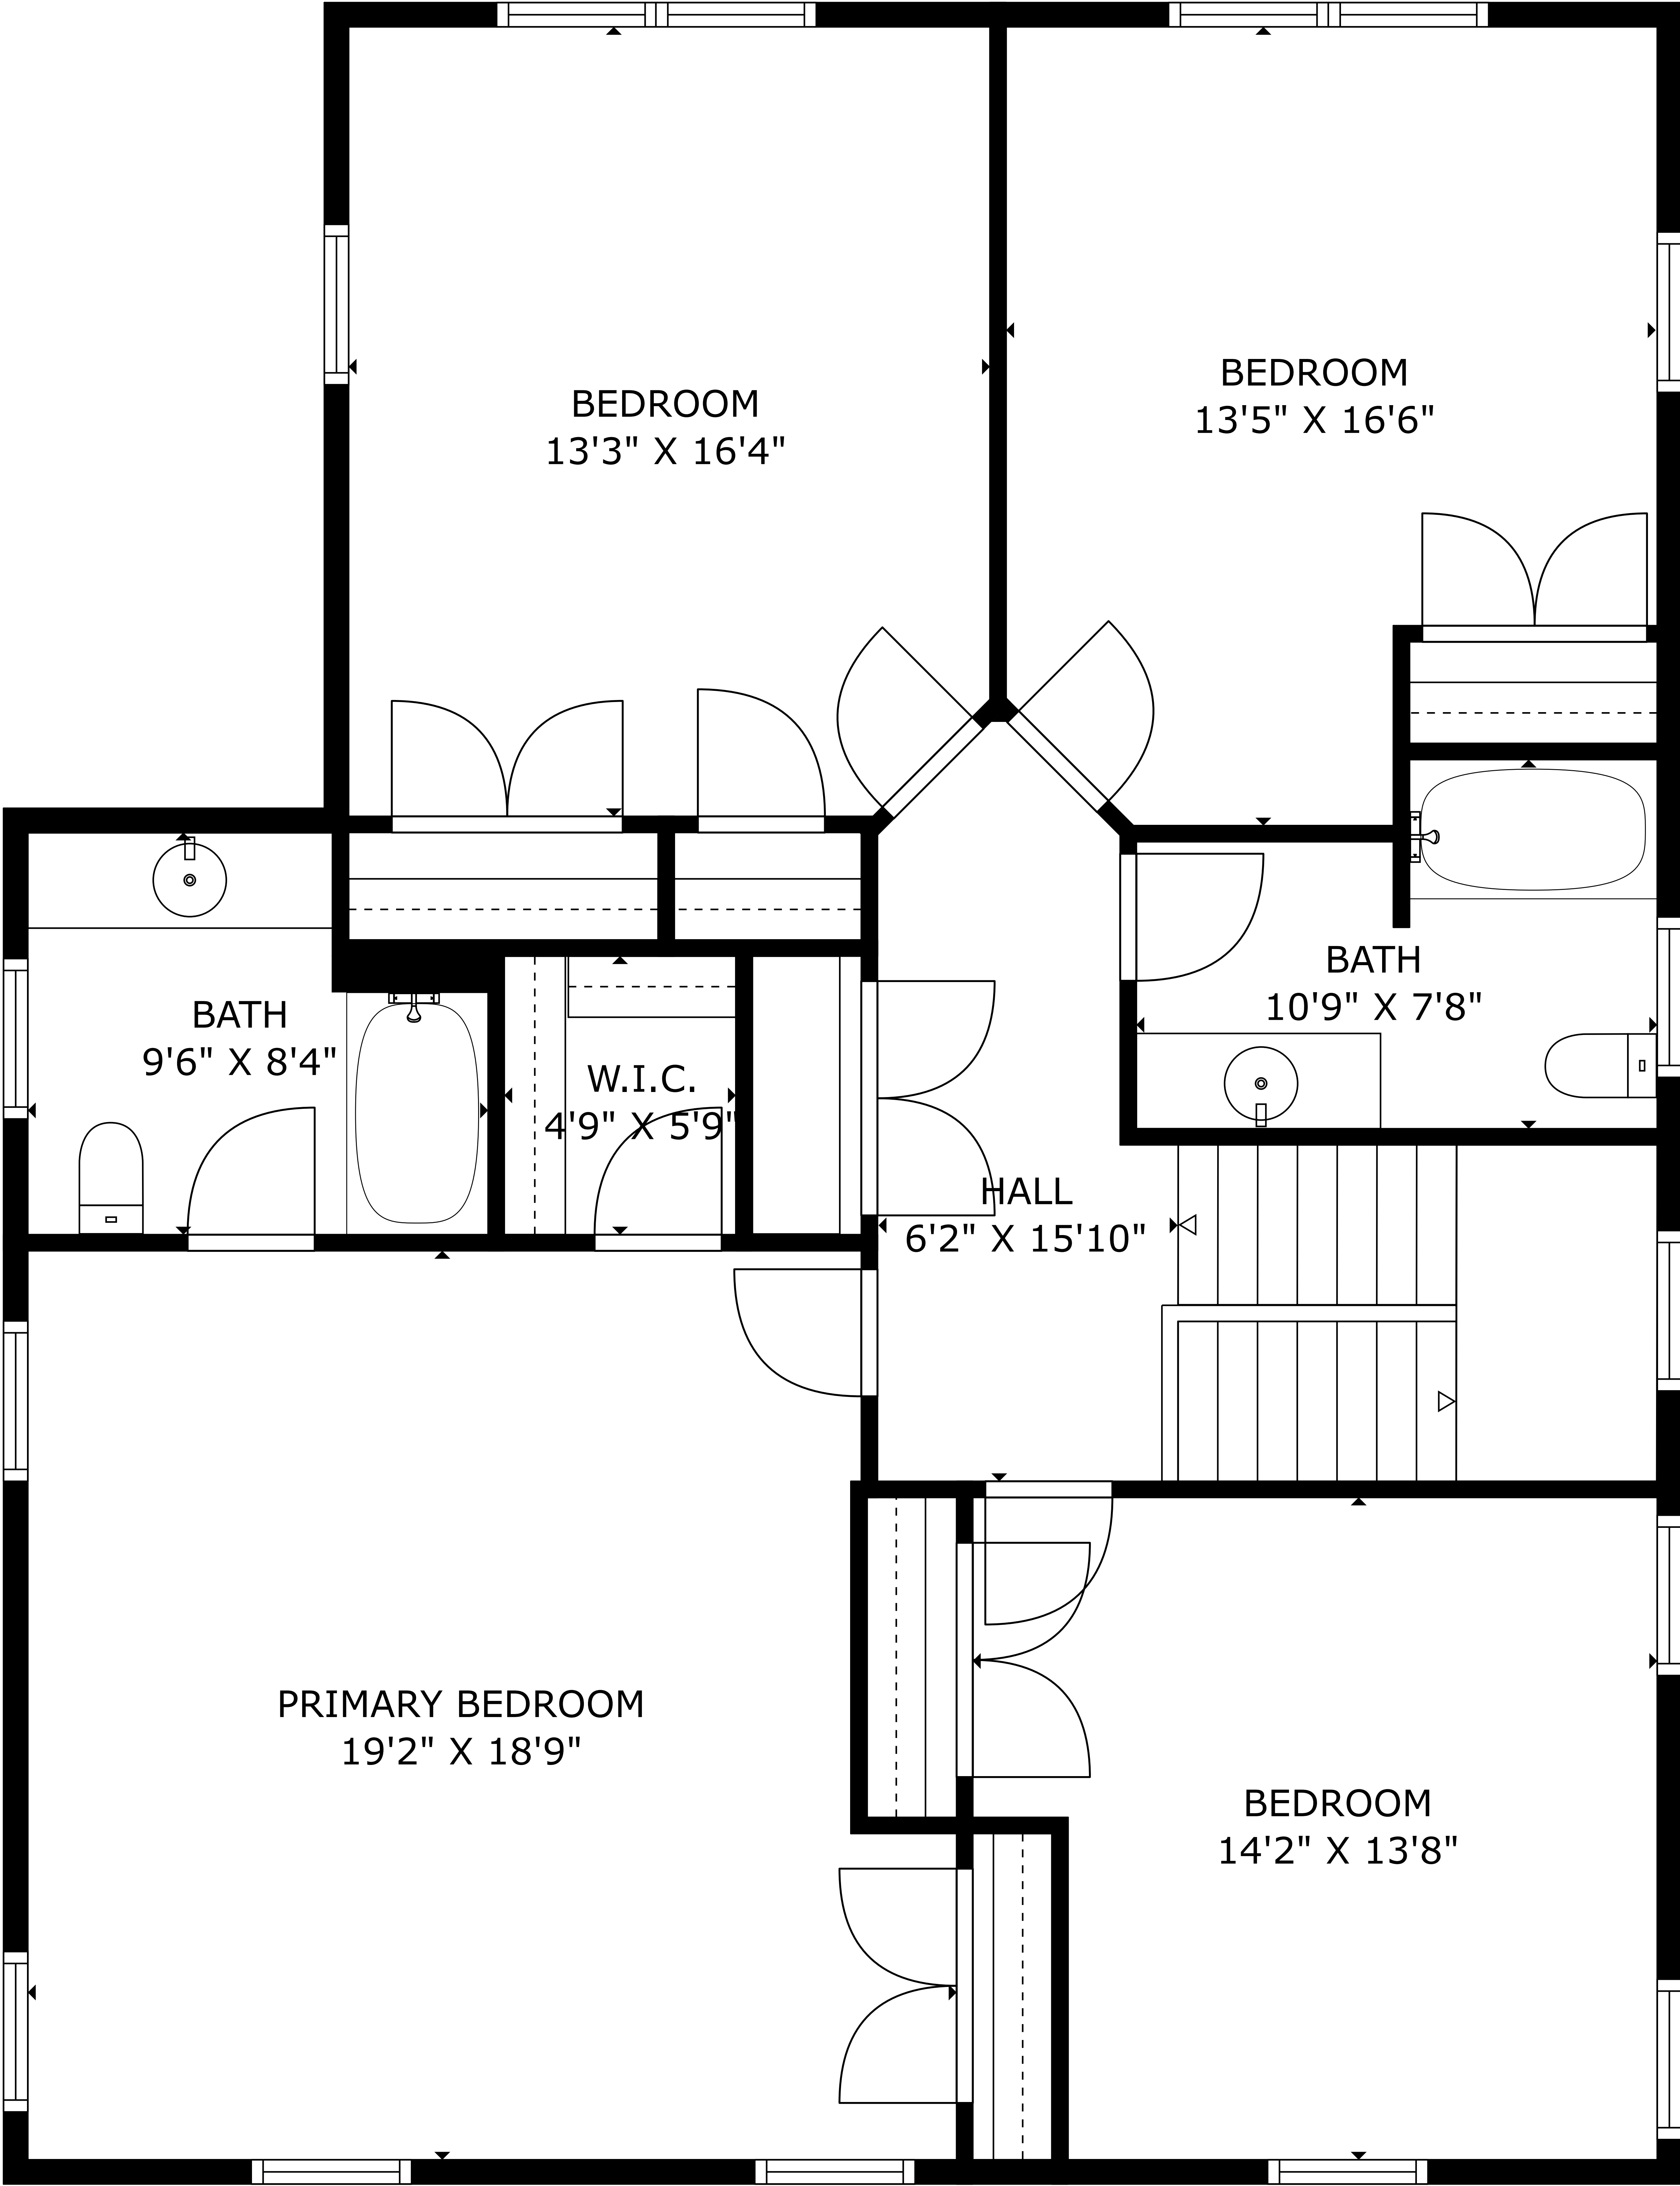 BEDROOM
13'3" X 16'4"
BEDROOM
13'5" X 16'6"
BATH
9'6" X 8'4"
W.I.C.
4'9" X 5'9"
BATH
10'9" X 7'8"
HALL
6'2" X 15'10"
PRIMARY BEDROOM
19'2" X 18'9"
BEDROOM
14'2" X 13'8"